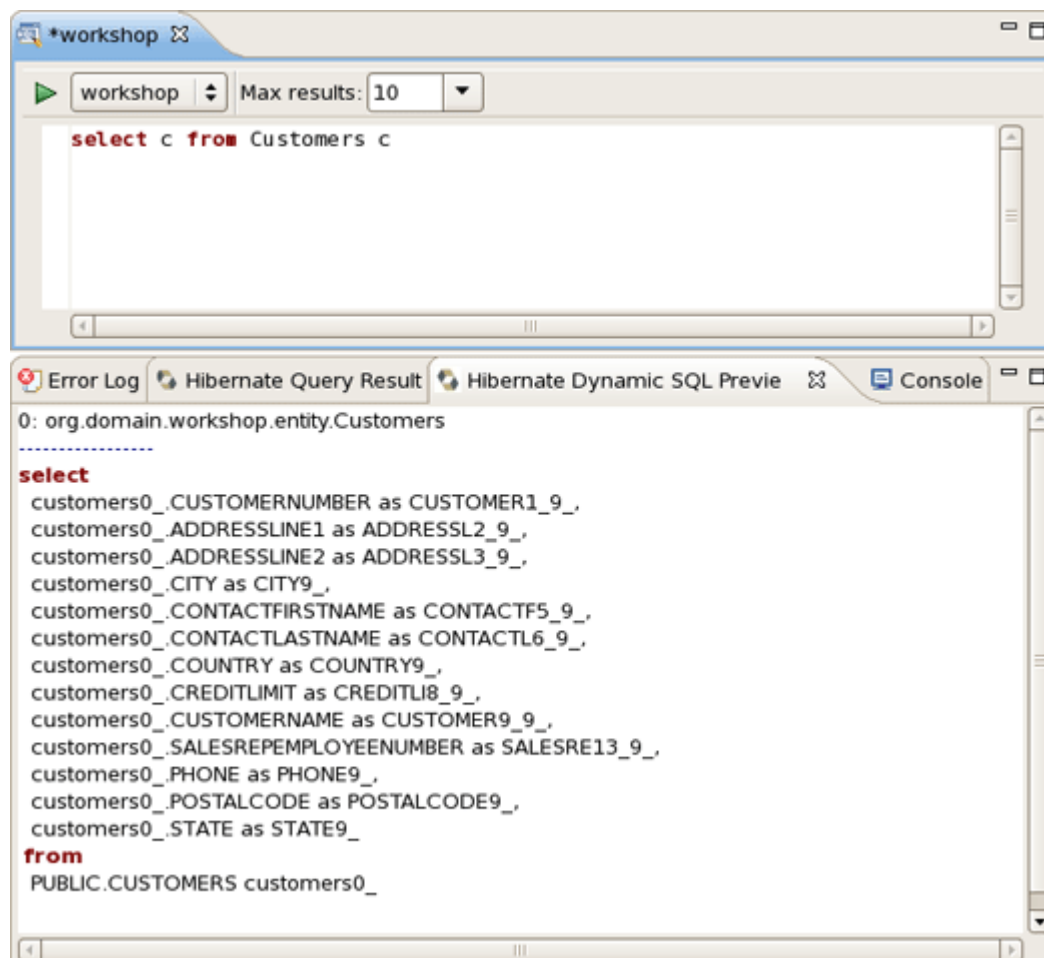 *workshop
workshop Max results: 10
select c from Customers c
Error Log Hibernate Query Result Hibernate Dynamic SQL Previe Console
0: org.domain.workshop.entity.Customers
-----------------
select
customers0_.CUSTOMERNUMBER as CUSTOMER1_9_,
customers0_.ADDRESSLINE1 as ADDRESSL2_9_,
customers0_.ADDRESSLINE2 as ADDRESSL3_9_,
customers0_.CITY as CITY9_,
customers0_.CONTACTFIRSTNAME as CONTACTF5_9_,
customers0_.CONTACTLASTNAME as CONTACTL6_9_,
customers0_.COUNTRY as COUNTRY9_,
customers0_.CREDITLIMIT as CREDITLI8_9_,
customers0_.CUSTOMERNAME as CUSTOMER9_9_,
customers0_.SALESREPEMPLOYEENUMBER as SALESRE13_9_,
customers0_.PHONE as PHONE9_,
customers0_.POSTALCODE as POSTALCODE9_,
customers0_.STATE as STATE9_
from
PUBLIC.CUSTOMERS customers0_